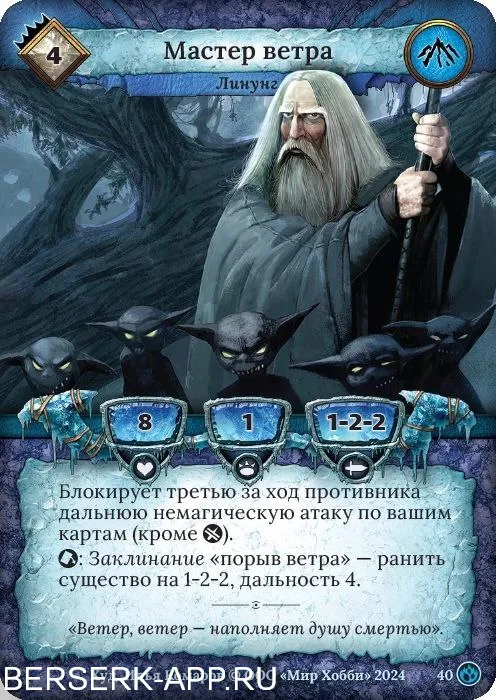 4
Мастер ветра
Линунг
8
1
1-2-2
Блокирует третью за ход противника
дальнюю немагическую атаку по вашим
картам (кроме ).
: Заклинание «порыв ветра» — ранить
существо на 1-2-2, дальность 4.
«Ветер, ветер — наполняет душу смертью».
© ООО «Мир Хобби» 2024
40
BERSERK-APP.РУ